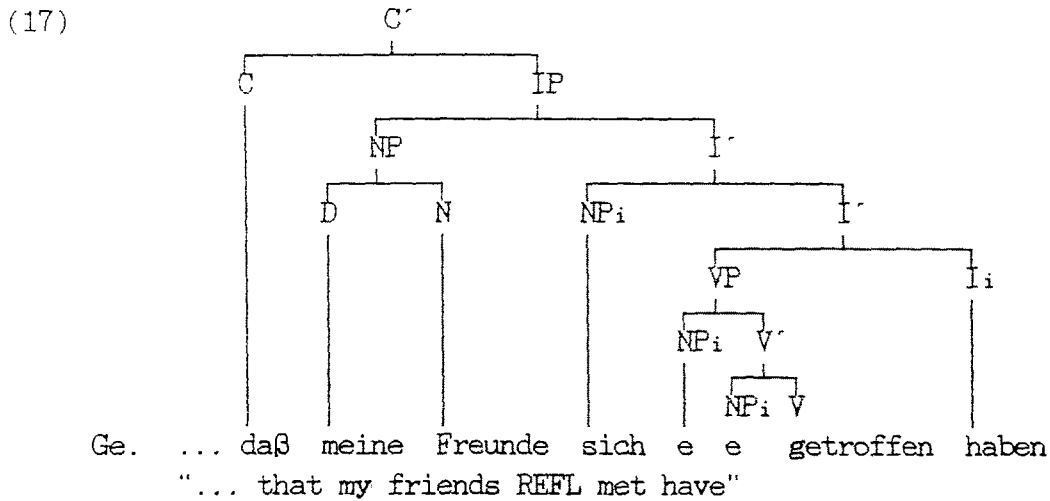 (17) C´
C IP
NP I´
D N NPi I´
VP Ii
NPi V´
NPi V
Ge. ... daß meine Freunde sich e e getroffen haben
"... that my friends REFL met have"